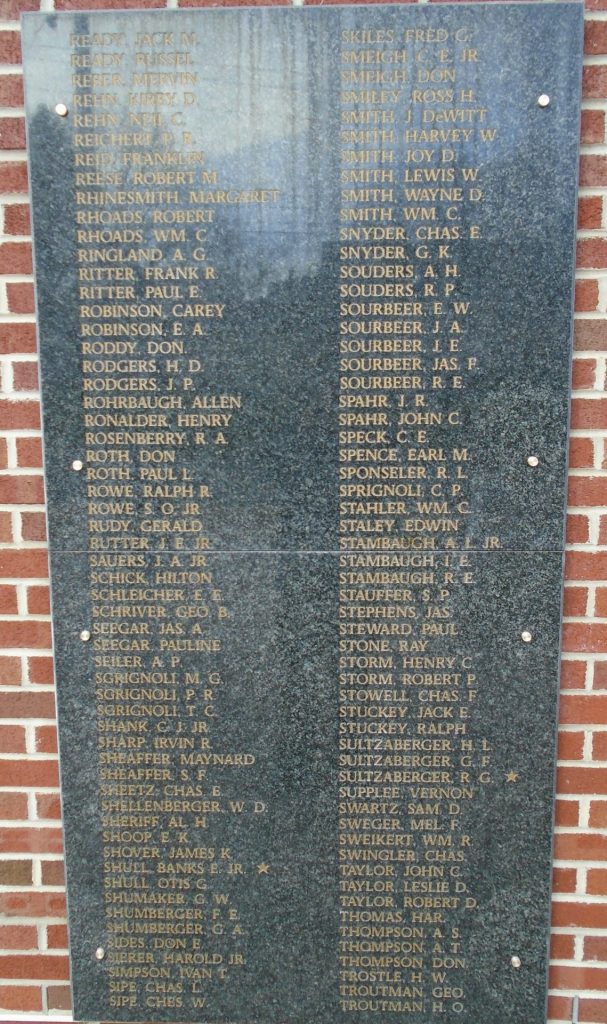 READY, JACK M.
READY, RUSSEL
REBER, MERVIN
REHN, KIRBY D.
REHN, NEIL C.
REICHERT, P. R.
REID, FRANKLIN
REESE, ROBERT M.
RHINESMITH, MARGARET
RHOADS, ROBERT
RHOADS, WM. C.
RINGLAND, A. G.
RITTER, FRANK R.
RITTER, PAUL E.
ROBINSON, CAREY
ROBINSON, E. A.
RODDY, DON
RODGERS, H. D.
RODGERS, J. P.
ROHRBAUGH, ALLEN
RONALDER, HENRY
ROSENBERRY, R. A.
ROTH, DON
ROTH, PAUL L.
ROWE, RALPH R.
ROWE, S. O. JR.
RUDY, GERALD
RUTTER, J. E. JR.
SAUERS, J. A. JR.
SCHICK, HILTON
SCHLEICHER, E. E.
SCHRIVER, GEO. B.
SEEGAR, JAS. A.
SEEGAR, PAULINE
SEILER, A. P.
SGRIGNOLI, M. G.
SGRIGNOLI, P. R.
SGRIGNOLI, T. C.
SHANK, C. J. JR.
SHARP, IRVIN R.
SHEAFFER, MAYNARD
SHEAFFER, S. F.
SHEETZ, CHAS. E.
SHELLENBERGER, W. D.
SHERIFF, AL H.
SHOOP, E. K.
SHOVER, JAMES K.
SHULL, BANKS E. JR. ★
SHULL, OTIS G.
SHUMAKER, G. W.
SHUMBERGER, F. E.
SHUMBERGER, G. A.
SIDES, DON E.
SIERER, HAROLD JR.
SIMPSON, IVAN T.
SIPE, CHAS. L.
SIPE, CHES. W.
SKILES, FRED G.
SMEIGH, C. E. JR.
SMEIGH, DON
SMILEY, ROSS H.
SMITH, J. DeWITT
SMITH, HARVEY W.
SMITH, JOY D.
SMITH, LEWIS W.
SMITH, WAYNE D.
SMITH, WM. C.
SNYDER, CHAS. E.
SNYDER, G. K.
SOUDERS, A. H.
SOUDERS, R. P.
SOURBEER, E. W.
SOURBEER, J. A.
SOURBEER, J. E.
SOURBEER, JAS. F.
SOURBEER, R. E.
SPAHR, J. R.
SPAHR, JOHN C.
SPECK, C. E.
SPENCE, EARL M.
SPONSELER, R. L.
SPRIGNOLI, C. P.
STAHLER, WM. C.
STALEY, EDWIN
STAMBAUGH, A. L. JR.
STAMBAUGH, I. E.
STAMBAUGH, R. E.
STAUFFER, S. P.
STEPHENS, JAS.
STEWARD, PAUL
STONE, RAY
STORM, HENRY C.
STORM, ROBERT P.
STOWELL, CHAS. F.
STUCKEY, JACK E.
STUCKEY, RALPH
SULTZABERGER, H. L.
SULTZABERGER, G. F.
SULTZABERGER, R. G. ★
SUPPLEE, VERNON
SWARTZ, SAM. D.
SWEGER, MEL. F.
SWEIKERT, WM. R.
SWINGLER, CHAS.
TAYLOR, JOHN C.
TAYLOR, LESLIE D.
TAYLOR, ROBERT D.
THOMAS, HAR.
THOMPSON, A. S.
THOMPSON, A. T.
THOMPSON, DON
TROSTLE, H. W.
TROUTMAN, GEO.
TROUTMAN, H. O.